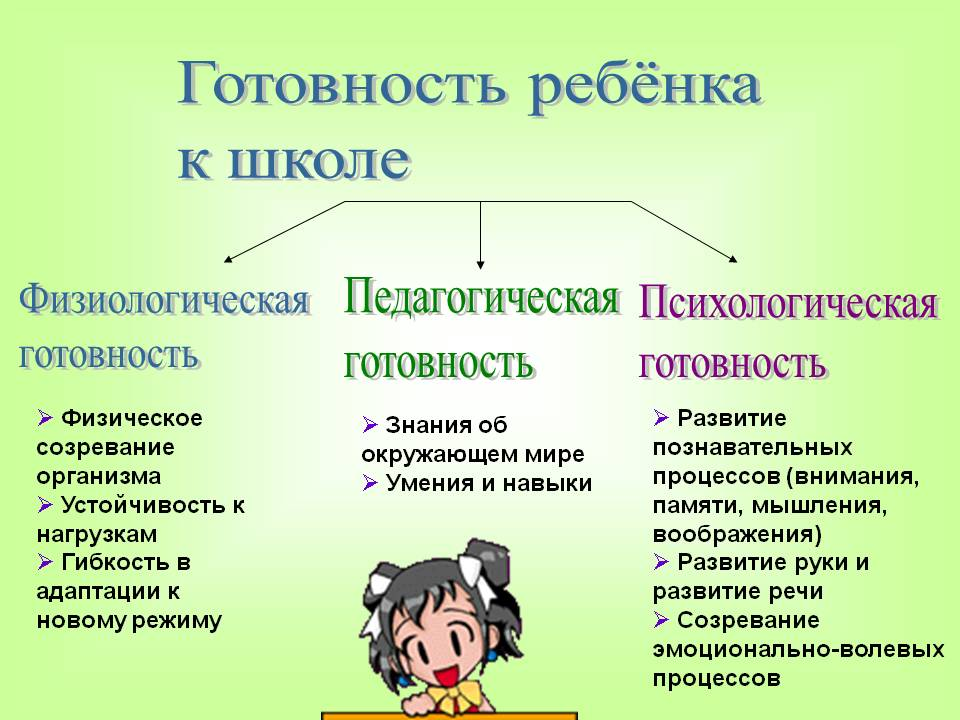 Готовность ребёнка
к школе
Физиологическая
готовность
➢ Физическое
созревание
организма
➢ Устойчивость к
нагрузкам
➢ Гибкость в
адаптации к
новому режиму
Педагогическая
готовность
➢ Знания об
окружающем мире
➢ Умения и навыки
Психологическая
готовность
➢ Развитие
познавательных
процессов (внимания,
памяти, мышления,
воображения)
➢ Развитие руки и
развитие речи
➢ Созревание
эмоционально-волевых
процессов